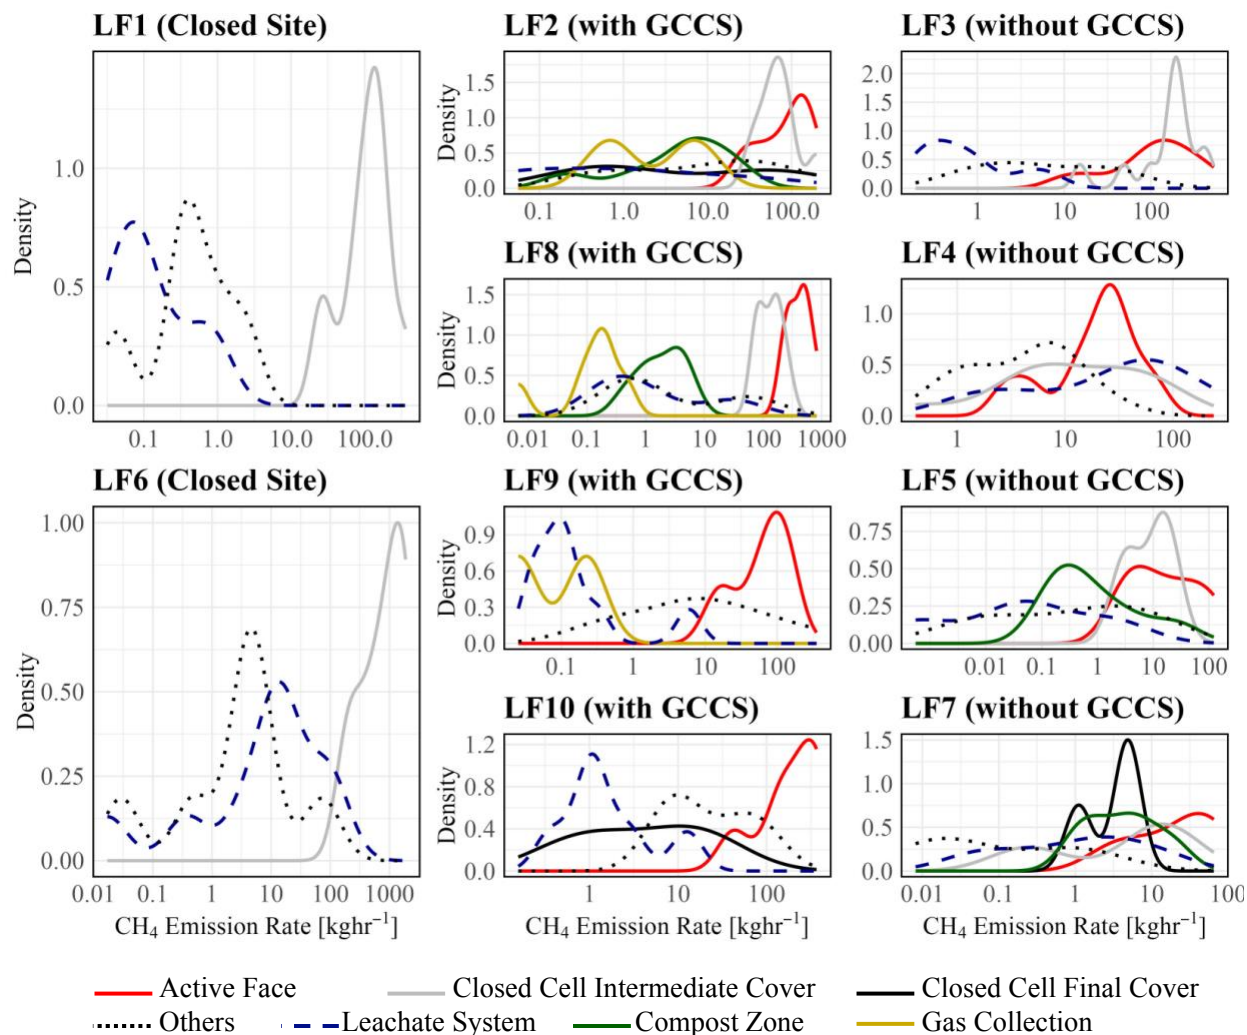 LF1 (Closed Site)
LF2 (with GCCS)
LF3 (without GCCS)
Density
1.0
0.5
0.0
0.1 1.0 10.0 100.0
Density
1.5
1.0
0.5
0.0
0.1 1.0 10.0 100.0
2.0
1.5
1.0
0.5
0.0
1 10 100
LF8 (with GCCS)
LF4 (without GCCS)
Density
1.5
1.0
0.5
0.0
0.01 0.1 1 10 100 1000
1.0
0.5
0.0
1 10 100
LF6 (Closed Site)
LF9 (with GCCS)
LF5 (without GCCS)
Density
1.00
0.75
0.50
0.25
0.00
0.01 0.1 1 10 100 1000
CH₄ Emission Rate [kghr⁻¹]
Density
0.9
0.6
0.3
0.0
0.1 1 10 100
0.75
0.50
0.25
0.00
0.01 0.1 1 10 100
LF10 (with GCCS)
LF7 (without GCCS)
Density
1.2
0.8
0.4
0.0
1 10 100
CH₄ Emission Rate [kghr⁻¹]
1.5
1.0
0.5
0.0
0.01 0.1 1 10 100
CH₄ Emission Rate [kghr⁻¹]
Active Face Closed Cell Intermediate Cover Closed Cell Final Cover
Others Leachate System Compost Zone Gas Collection